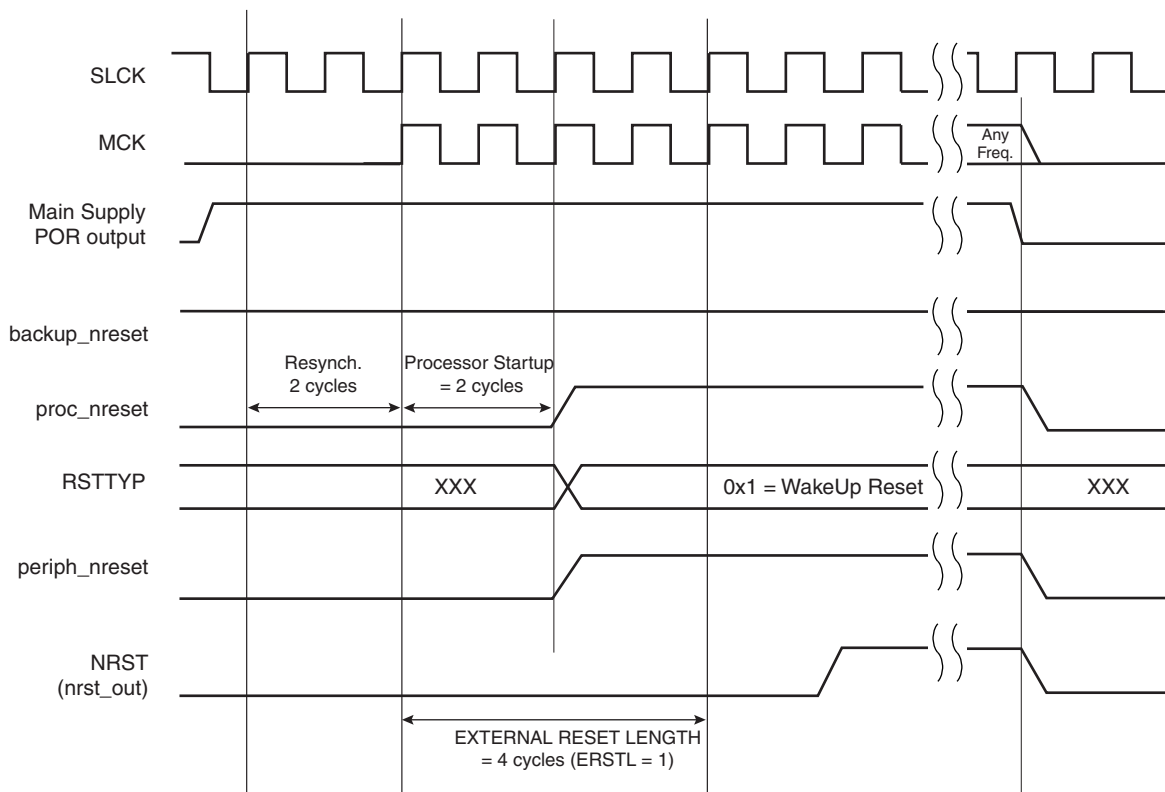 SLCK
MCK
Any
Freq.
Main Supply
POR output
backup_nreset
Resynch.
2 cycles
Processor Startup
= 2 cycles
proc_nreset
RSTTYP
XXX
0x1 = WakeUp Reset
XXX
periph_nreset
NRST
(nrst_out)
EXTERNAL RESET LENGTH
= 4 cycles (ERSTL = 1)